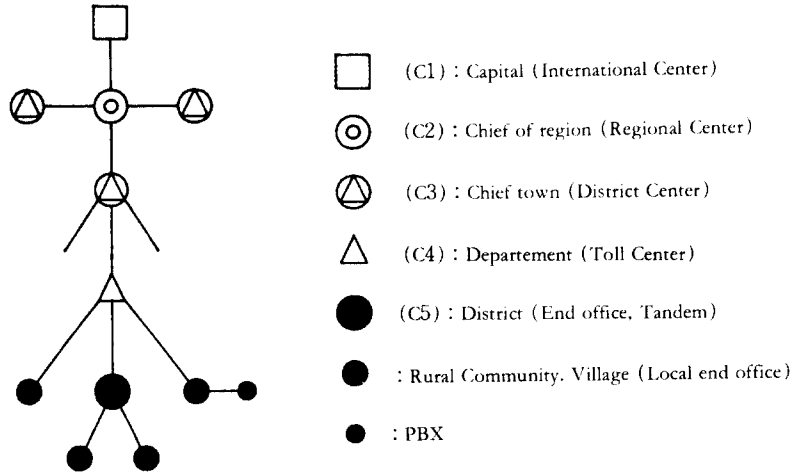 (C1) : Capital (International Center)
(C2) : Chief of region (Regional Center)
(C3) : Chief town (District Center)
(C4) : Departement (Toll Center)
(C5) : District (End office, Tandem)
: Rural Community. Village (Local end office)
: PBX